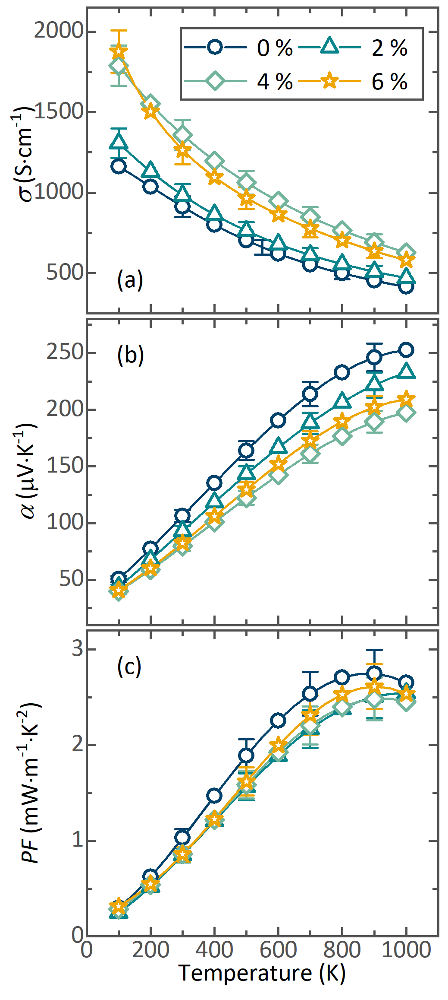 2000
1500
1000
500
σ (S·cm⁻¹)
0 %
2 %
4 %
6 %
(a)
250
200
150
100
50
α (μV·K⁻¹)
(b)
3
2
1
0
PF (mW·m⁻¹·K⁻²)
(c)
0 200 400 600 800 1000
Temperature (K)